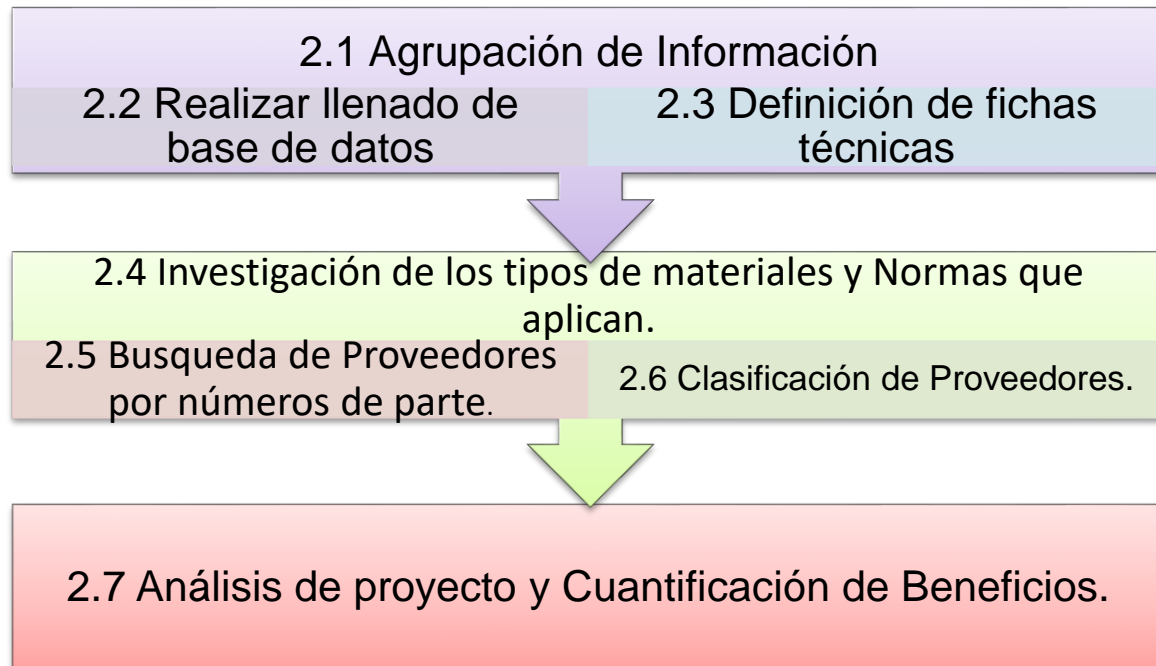 2.1 Agrupación de Información
2.2 Realizar llenado de
base de datos
2.3 Definición de fichas
técnicas
2.4 Investigación de los tipos de materiales y Normas que
aplican.
2.5 Busqueda de Proveedores
por números de parte.
2.6 Clasificación de Proveedores.
2.7 Análisis de proyecto y Cuantificación de Beneficios.